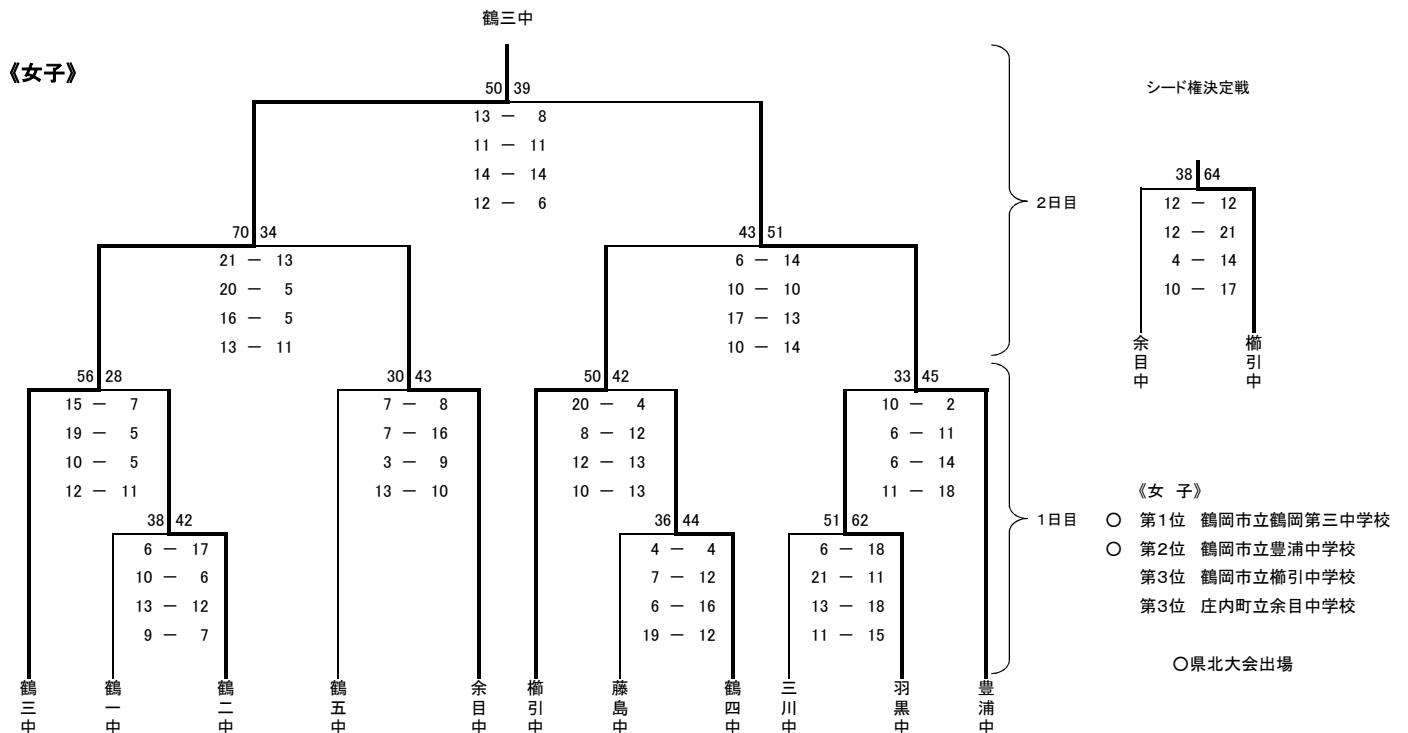 鶴三中
《女子》
シード権決定戦
50 39
13 － 8
11 － 11
14 － 14
12 － 6
2日目
38 64
12 － 12
12 － 21
4 － 14
10 － 17
余目中
櫛引中
70 34
21 － 13
20 － 5
16 － 5
13 － 11
43 51
6 － 14
10 － 10
17 － 13
10 － 14
56 28
15 － 7
19 － 5
10 － 5
12 － 11
30 43
7 － 8
7 － 16
3 － 9
13 － 10
50 42
20 － 4
8 － 12
12 － 13
10 － 13
33 45
10 － 2
6 － 11
6 － 14
11 － 18
1日目
38 42
6 － 17
10 － 6
13 － 12
9 － 7
36 44
4 － 4
7 － 12
6 － 16
19 － 12
51 62
6 － 18
21 － 11
13 － 18
11 － 15
鶴三中
鶴一中
鶴二中
鶴五中
余目中
櫛引中
藤島中
鶴四中
三川中
羽黒中
豊浦中
《女 子》
○ 第1位 鶴岡市立鶴岡第三中学校
○ 第2位 鶴岡市立豊浦中学校
第3位 鶴岡市立櫛引中学校
第3位 庄内町立余目中学校
○県北大会出場